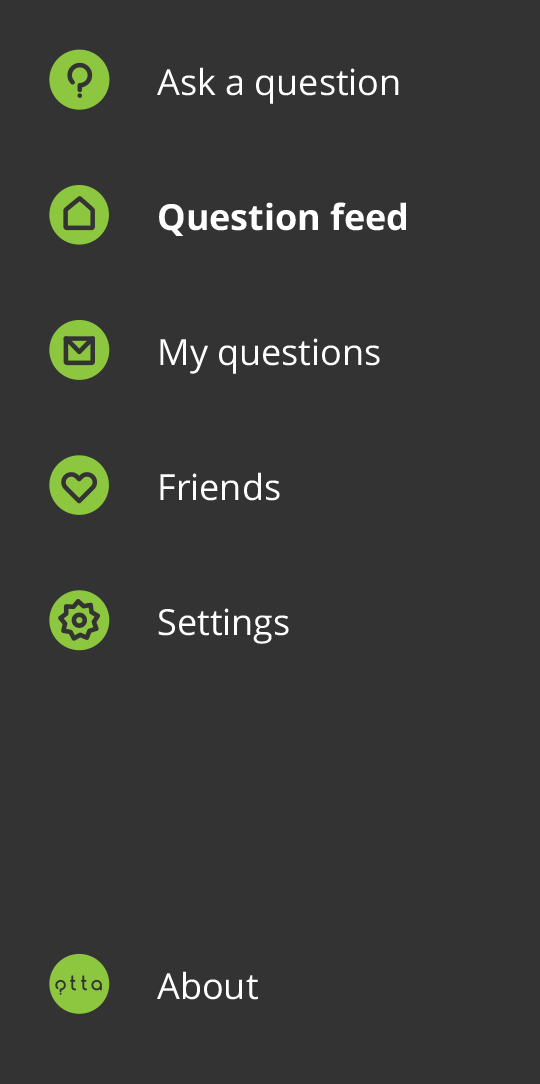 Ask a question
Question feed
My questions
Friends
Settings
otta About